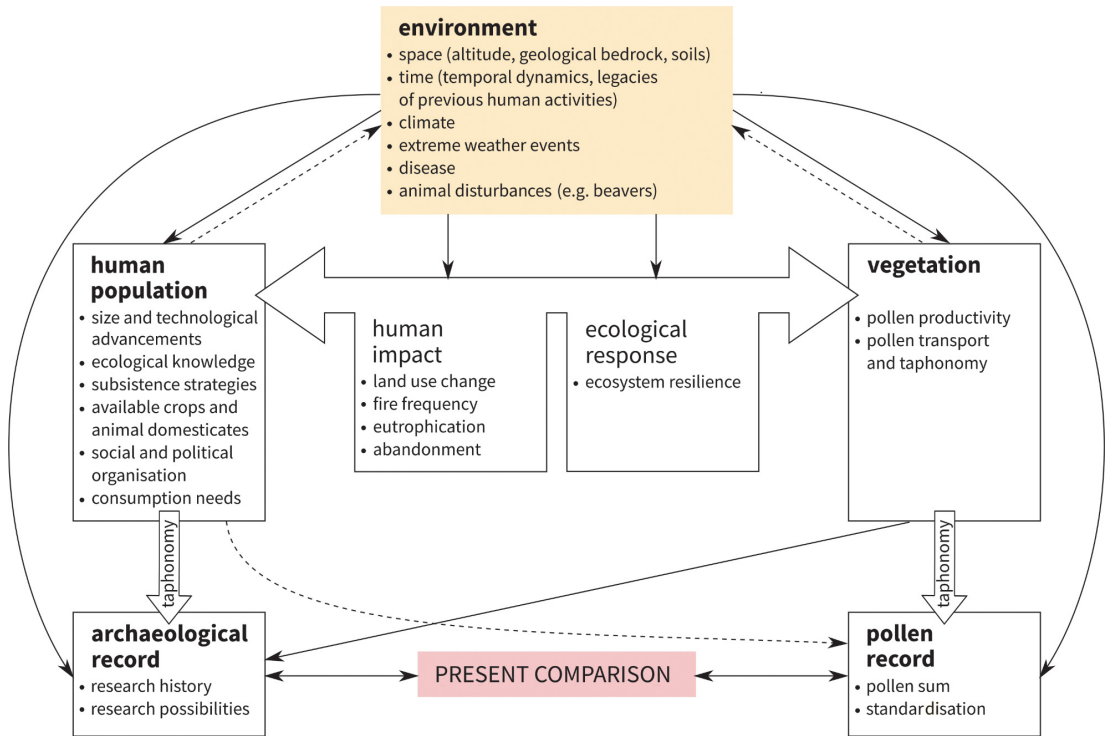 environment
• space (altitude, geological bedrock, soils)
• time (temporal dynamics, legacies
of previous human activities)
• climate
• extreme weather events
• disease
• animal disturbances (e.g. beavers)
human
population
• size and technological
advancements
• ecological knowledge
• subsistence strategies
• available crops and
animal domesticates
• social and political
organisation
• consumption needs
human
impact
• land use change
• fire frequency
• eutrophication
• abandonment
ecological
response
• ecosystem resilience
vegetation
• pollen productivity
• pollen transport
and taphonomy
taphonomy
taphonomy
archaeological
record
• research history
• research possibilities
PRESENT COMPARISON
pollen
record
• pollen sum
• standardisation